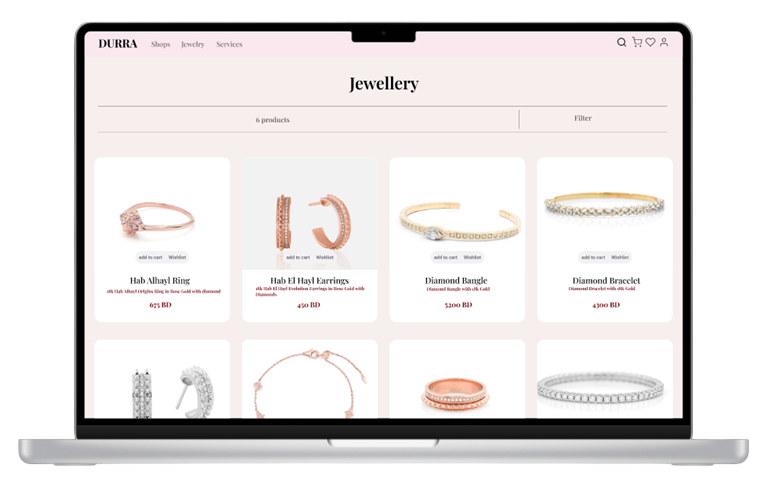 DURRA Shops Jewelry Services
Jewellery
6 products Filter
add to cart Wishlist
Hab Alhayl Ring
18k Hab Alhayl Origins Ring in Rose Gold with diamond
675 BD
add to cart Wishlist
Hab El Hayl Earrings
18k Hab El Hayl Evolution Earrings in Rose Gold with
Diamonds
450 BD
add to cart Wishlist
Diamond Bangle
Diamond Bangle with 18k Gold
5200 BD
add to cart Wishlist
Diamond Bracelet
Diamond Bracelet with 18k Gold
4300 BD